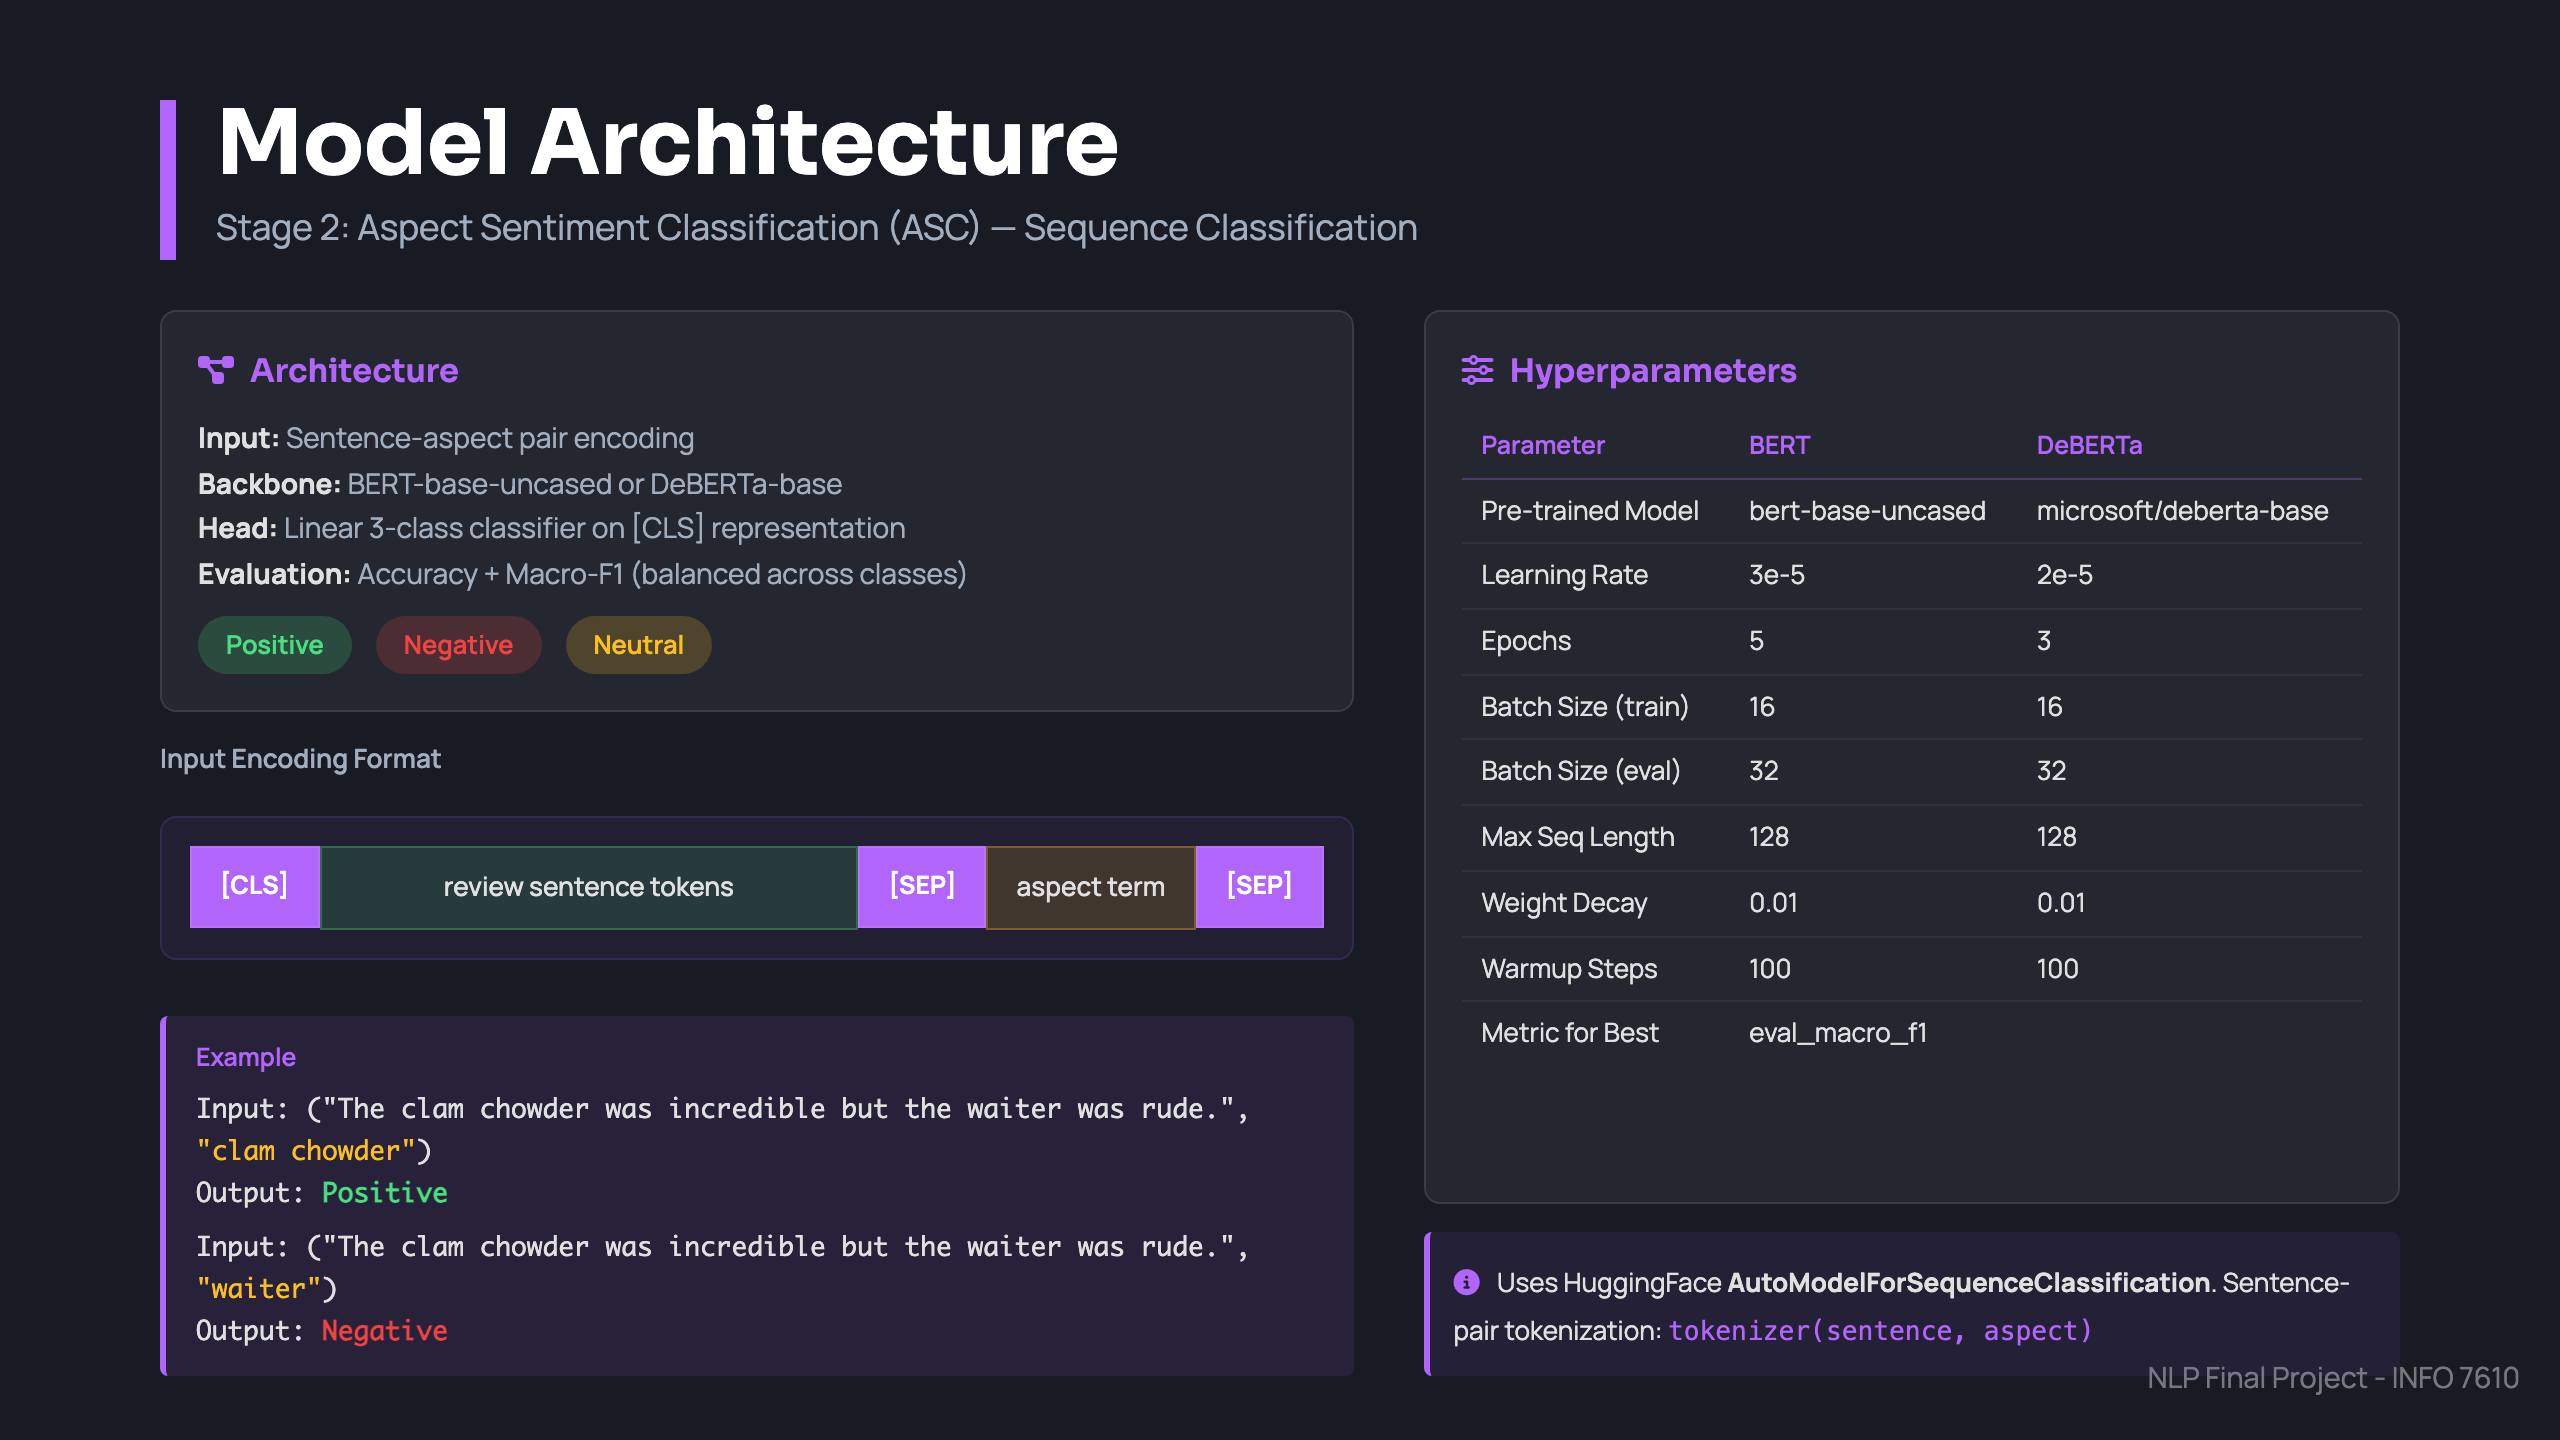 Model Architecture
Stage 2: Aspect Sentiment Classification (ASC) — Sequence Classification
Architecture
Input: Sentence-aspect pair encoding
Backbone: BERT-base-uncased or DeBERTa-base
Head: Linear 3-class classifier on [CLS] representation
Evaluation: Accuracy + Macro-F1 (balanced across classes)
Positive Negative Neutral
Input Encoding Format
[CLS] review sentence tokens [SEP] aspect term [SEP]
Example
Input: ("The clam chowder was incredible but the waiter was rude.",
"clam chowder")
Output: Positive
Input: ("The clam chowder was incredible but the waiter was rude.",
"waiter")
Output: Negative
Hyperparameters
Parameter BERT DeBERTa
Pre-trained Model bert-base-uncased microsoft/deberta-base
Learning Rate 3e-5 2e-5
Epochs 5 3
Batch Size (train) 16 16
Batch Size (eval) 32 32
Max Seq Length 128 128
Weight Decay 0.01 0.01
Warmup Steps 100 100
Metric for Best eval_macro_f1
Uses HuggingFace AutoModelForSequenceClassification. Sentence-
pair tokenization: tokenizer(sentence, aspect)
NLP Final Project - INFO 7610